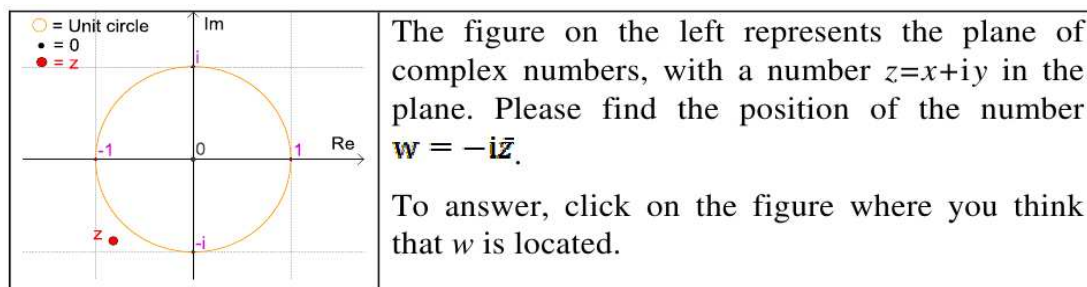 = Unit circle
= 0
= z
Im
i
-1
0
1
Re
z
-i
The figure on the left represents the plane of
complex numbers, with a number z=x+iy in the
plane. Please find the position of the number
w = −iz̄.
To answer, click on the figure where you think
that w is located.